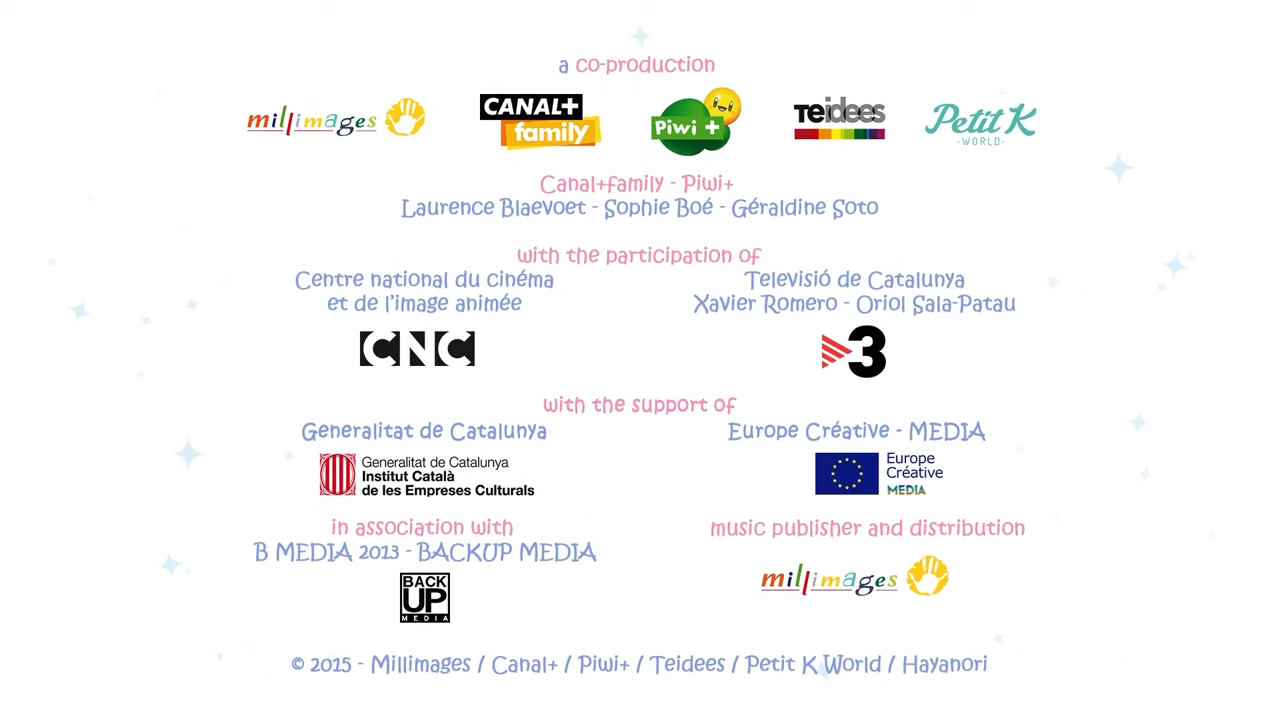 a co-production
millimages
CANAL+
family
Piwi +
TEidees
Petit K
·WORLD·
Canal+family - Piwi+
Laurence Blaevoet - Sophie Boé - Géraldine Soto
with the participation of
Centre national du cinéma
et de l'image animée
CNC
Televisió de Catalunya
Xavier Romero - Oriol Sala-Patau
3
with the support of
Generalitat de Catalunya
Generalitat de Catalunya
Institut Català
de les Empreses Culturals
Europe Créative - MEDIA
Europe
Créative
MEDIA
in association with
B MEDIA 2013 - BACKUP MEDIA
BACK
UP
MEDIA
music publisher and distribution
millimages
© 2015 - Millimages / Canal+ / Piwi+ / Teidees / Petit K World / Hayanori